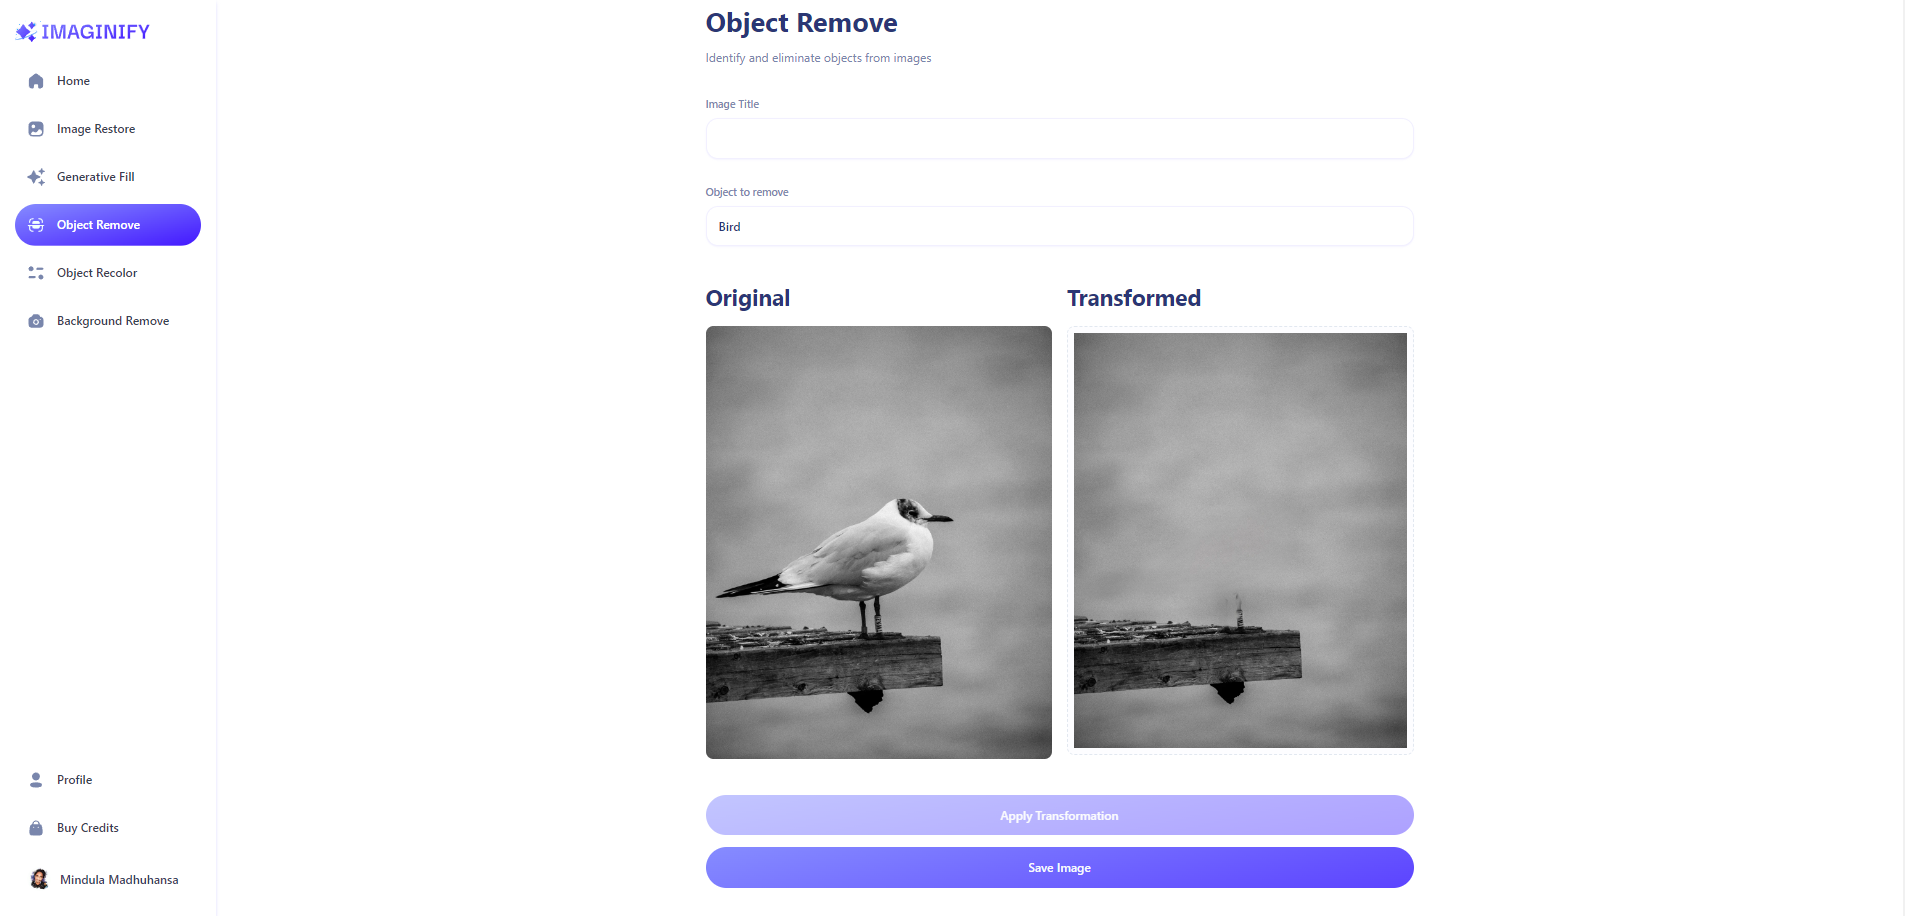 IMAGINIFY
Home
Image Restore
Generative Fill
Object Remove
Object Recolor
Background Remove
Profile
Buy Credits
Mindula Madhuhansa
Object Remove
Identify and eliminate objects from images
Image Title
Object to remove
Bird
Original
Transformed
Apply Transformation
Save Image